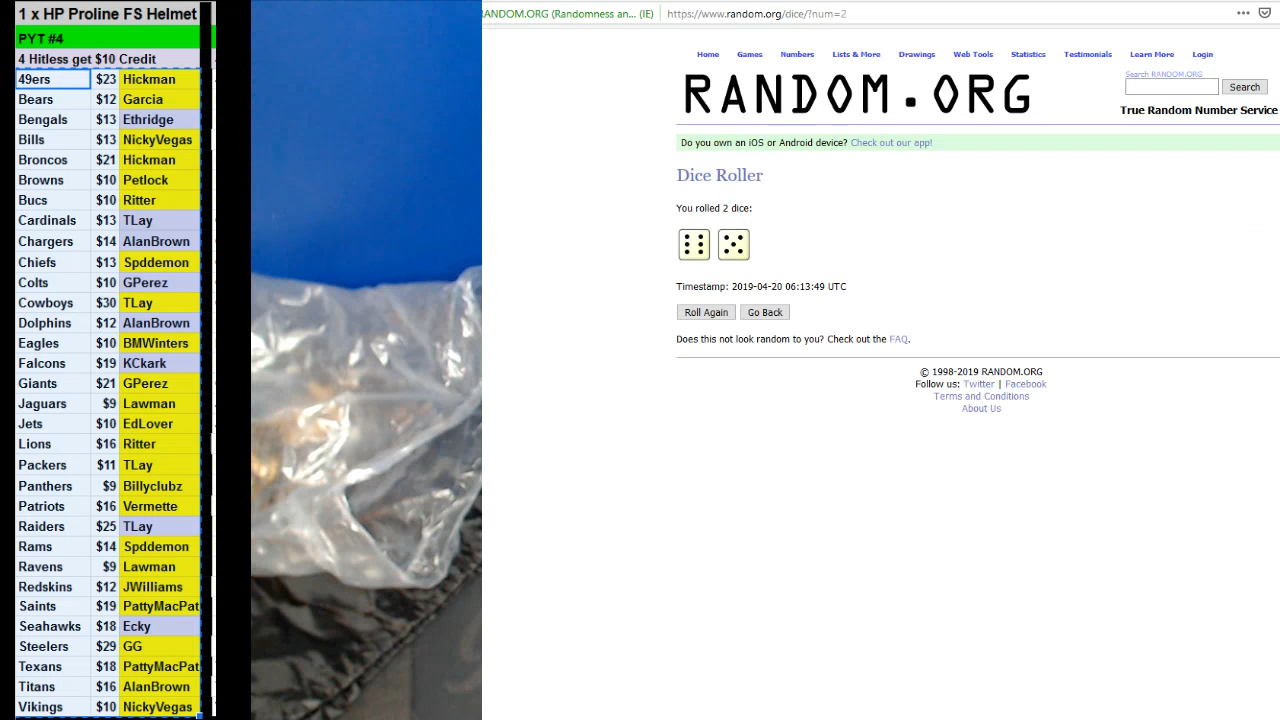 1 x HP Proline FS Helmet
PYT #4
4 Hitless get $10 Credit
49ers $23 Hickman
Bears $12 Garcia
Bengals $13 Ethridge
Bills $13 NickyVegas
Broncos $21 Hickman
Browns $10 Petlock
Bucs $10 Ritter
Cardinals $13 TLay
Chargers $14 AlanBrown
Chiefs $13 Spddemon
Colts $10 GPerez
Cowboys $30 TLay
Dolphins $12 AlanBrown
Eagles $10 BMWinters
Falcons $19 KCkark
Giants $21 GPerez
Jaguars $9 Lawman
Jets $10 EdLover
Lions $16 Ritter
Packers $11 TLay
Panthers $9 Billyclubz
Patriots $16 Vermette
Raiders $25 TLay
Rams $14 Spddemon
Ravens $9 Lawman
Redskins $12 JWilliams
Saints $19 PattyMacPat
Seahawks $18 Ecky
Steelers $29 GG
Texans $18 PattyMacPat
Titans $16 AlanBrown
Vikings $10 NickyVegas
RANDOM.ORG (Randomness an... (IE) https://www.random.org/dice/?num=2
Home Games Numbers Lists & More Drawings Web Tools Statistics Testimonials Learn More Login
RANDOM.ORG
Search RANDOM.ORG
Search
True Random Number Service
Do you own an iOS or Android device? Check out our app!
Dice Roller
You rolled 2 dice:
Timestamp: 2019-04-20 06:13:49 UTC
Roll Again Go Back
Does this not look random to you? Check out the FAQ.
© 1998-2019 RANDOM.ORG
Follow us: Twitter | Facebook
Terms and Conditions
About Us